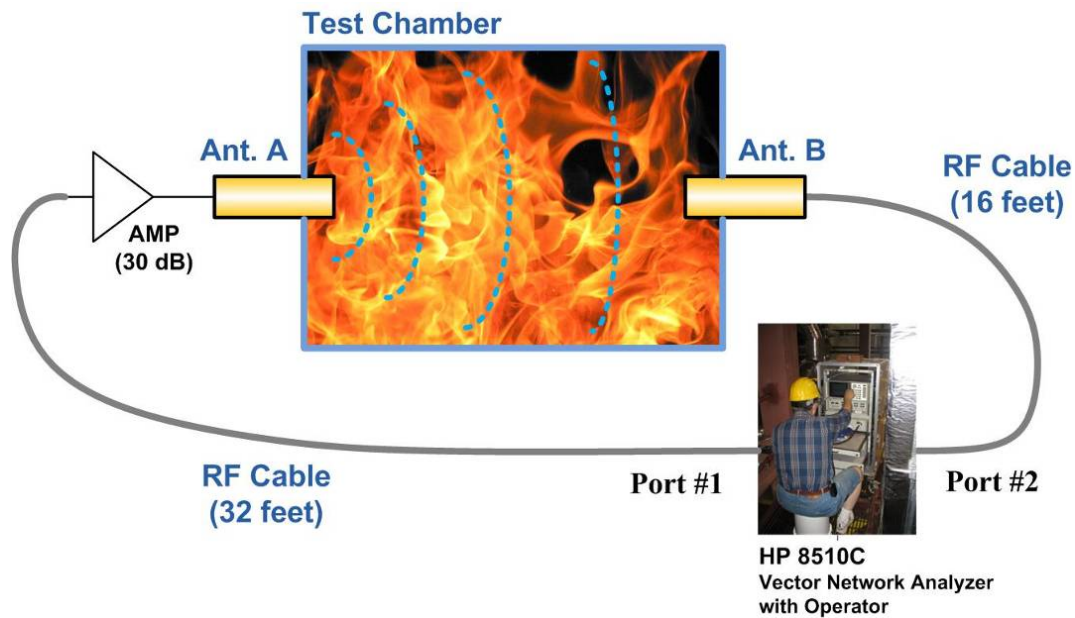 Test Chamber
Ant. A
Ant. B
RF Cable
(16 feet)
AMP
(30 dB)
RF Cable
(32 feet)
Port #1
Port #2
HP 8510C
Vector Network Analyzer
with Operator